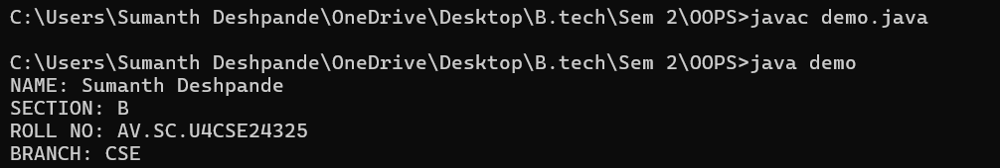 C:\Users\Sumanth Deshpande\OneDrive\Desktop\B.tech\Sem 2\OOPS>javac demo.java
C:\Users\Sumanth Deshpande\OneDrive\Desktop\B.tech\Sem 2\OOPS>java demo
NAME: Sumanth Deshpande
SECTION: B
ROLL NO: AV.SC.U4CSE24325
BRANCH: CSE